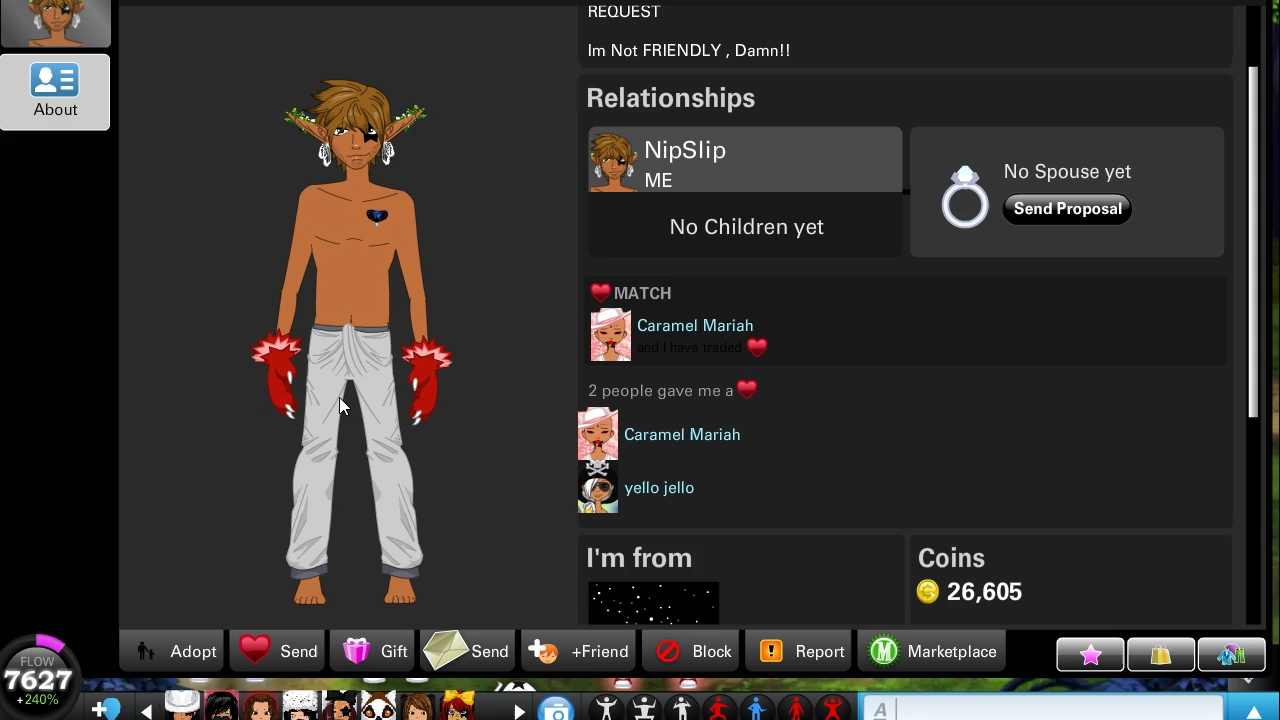 REQUEST
Im Not FRIENDLY , Damn!!
About
Relationships
NipSlip
ME
No Children yet
No Spouse yet
Send Proposal
MATCH
Caramel Mariah
and I have traded
2 people gave me a
Caramel Mariah
yello jello
I'm from
Coins
26,605
Adopt
Send
Gift
Send
+Friend
Block
Report
M
Marketplace
FLOW
7627
+240%
A